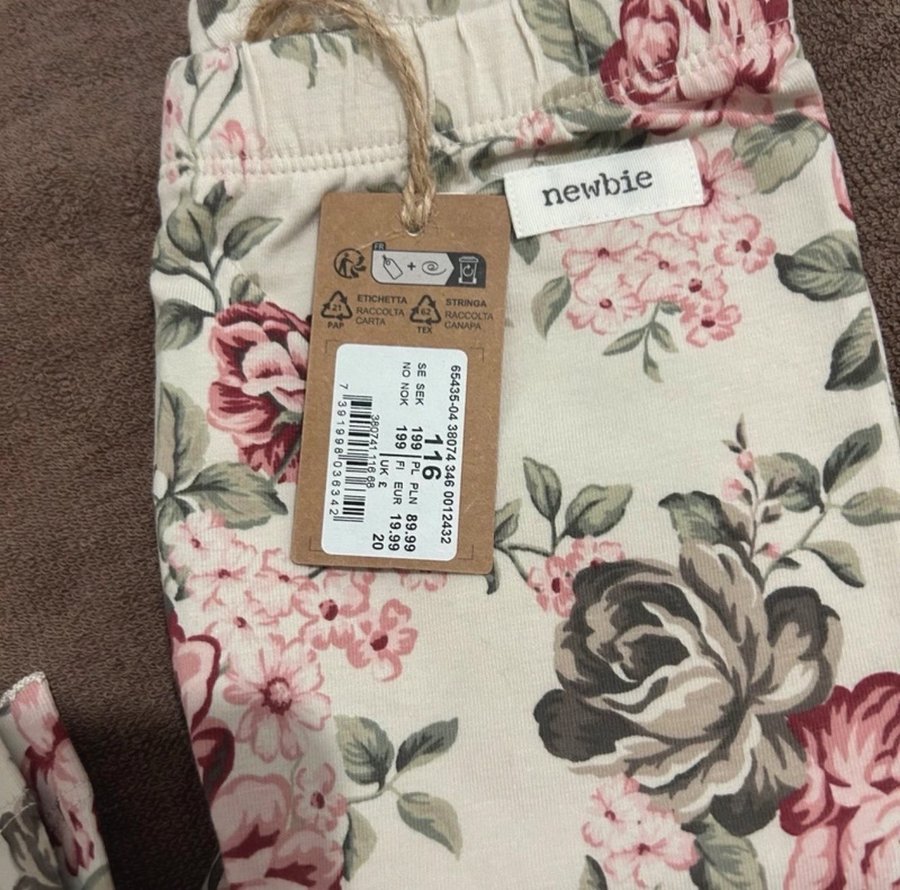 newbie
FR
+
21
PAP
ETICHETTA
RACCOLTA
CARTA
62
TEX
STRINGA
RACCOLTA
CANAPA
65435-04 38074 346 0012432
116
SE SEK 199 PL PLN 89.99
NO NOK 199 FI EUR 19.99
UK £ 20
380741 116 68
7 391998 036342